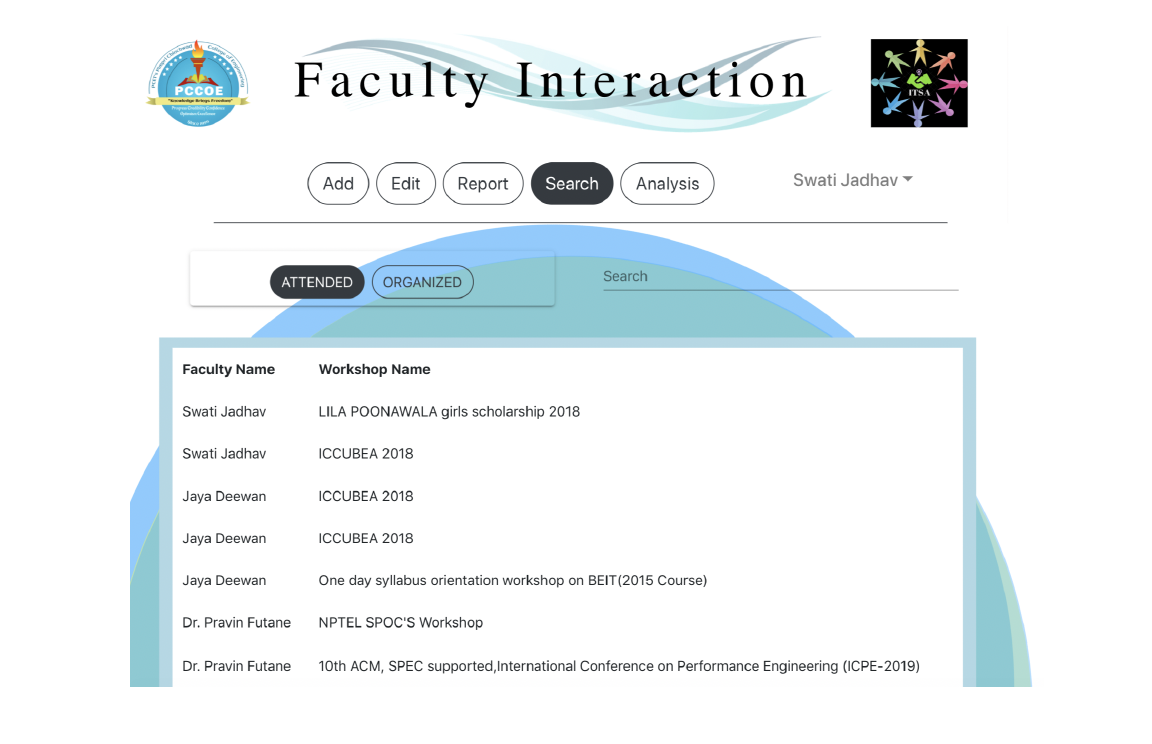 PCCOE
"Knowledge Brings Freedom"
Faculty Interaction
ITSA
Add Edit Report Search Analysis Swati Jadhav
ATTENDED ORGANIZED Search
Faculty Name Workshop Name
Swati Jadhav LILA POONAWALA girls scholarship 2018
Swati Jadhav ICCUBEA 2018
Jaya Deewan ICCUBEA 2018
Jaya Deewan ICCUBEA 2018
Jaya Deewan One day syllabus orientation workshop on BEIT(2015 Course)
Dr. Pravin Futane NPTEL SPOC'S Workshop
Dr. Pravin Futane 10th ACM, SPEC supported,International Conference on Performance Engineering (ICPE-2019)